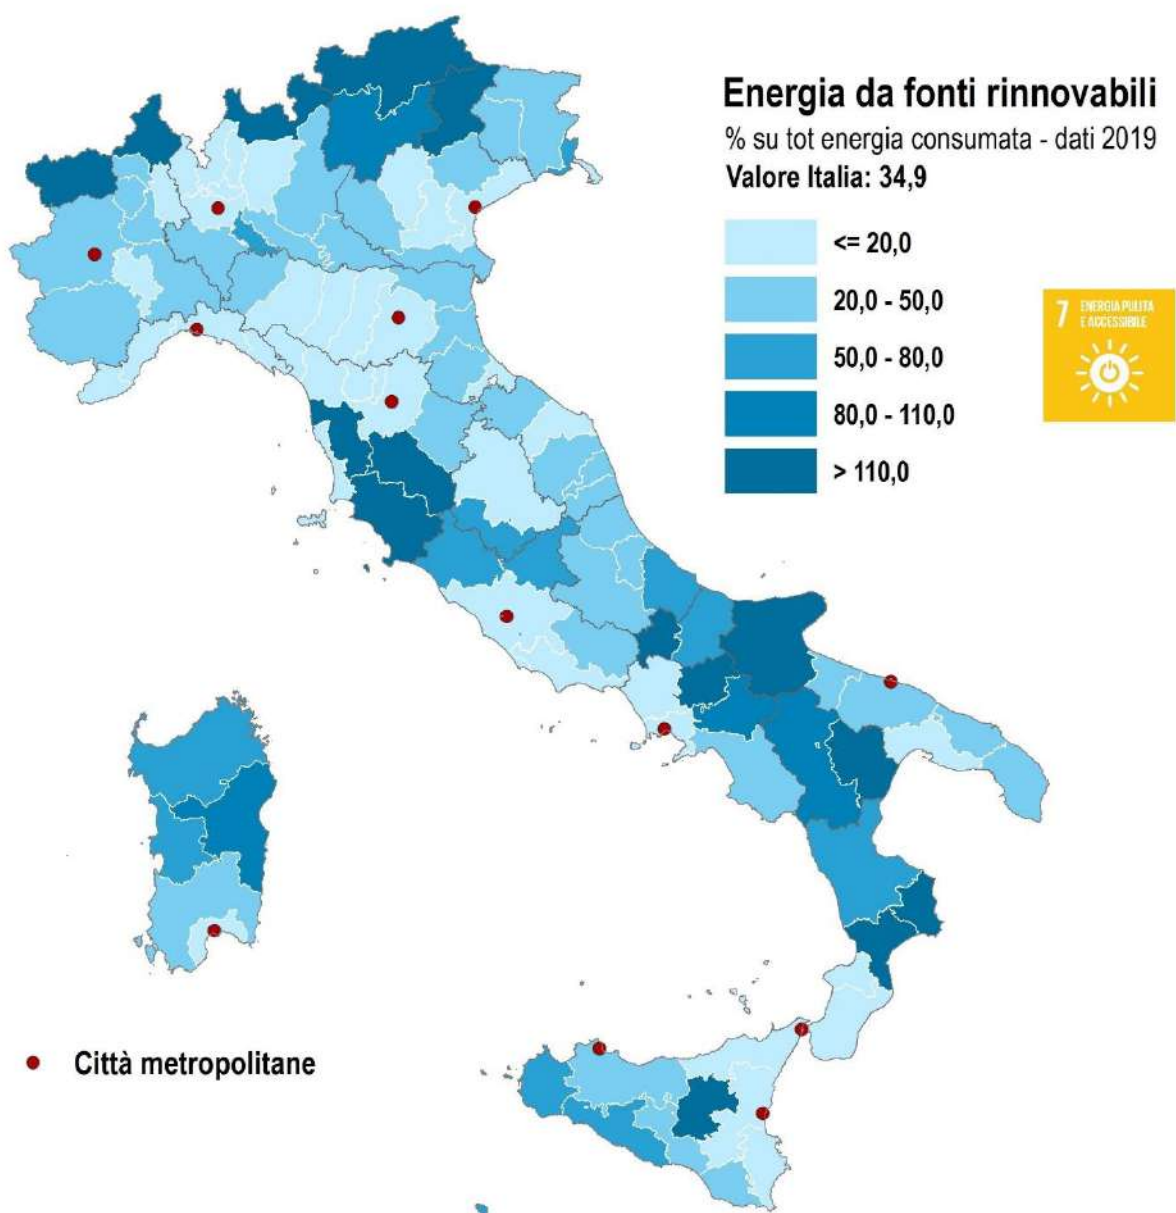 Energia da fonti rinnovabili
% su tot energia consumata - dati 2019
Valore Italia: 34,9
<= 20,0
20,0 - 50,0
50,0 - 80,0
80,0 - 110,0
> 110,0
7 ENERGIA PULITA
E ACCESSIBILE
Città metropolitane